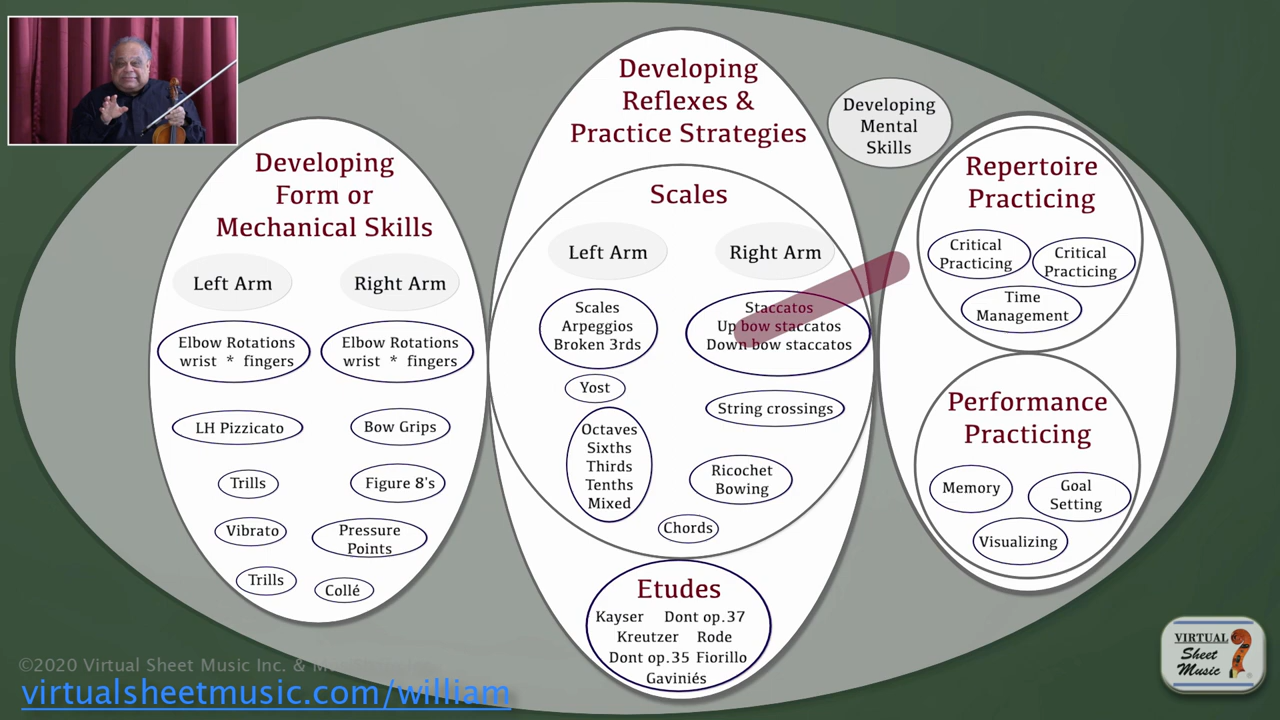 Developing
Form or
Mechanical Skills
Left Arm
Right Arm
Elbow Rotations
wrist * fingers
Elbow Rotations
wrist * fingers
LH Pizzicato
Bow Grips
Trills
Figure 8's
Vibrato
Pressure
Points
Trills
Collé
Developing
Reflexes &
Practice Strategies
Scales
Left Arm
Right Arm
Scales
Arpeggios
Broken 3rds
Staccatos
Up bow staccatos
Down bow staccatos
Yost
String crossings
Octaves
Sixths
Thirds
Tenths
Mixed
Ricochet
Bowing
Chords
Etudes
Kayser Dont op.37
Kreutzer Rode
Dont op.35 Fiorillo
Gaviniés
Developing
Mental
Skills
Repertoire
Practicing
Critical
Practicing
Critical
Practicing
Time
Management
Performance
Practicing
Memory
Goal
Setting
Visualizing
©2020 Virtual Sheet Music Inc. &
virtualsheetmusic.com/william
VIRTUAL
Sheet
Music